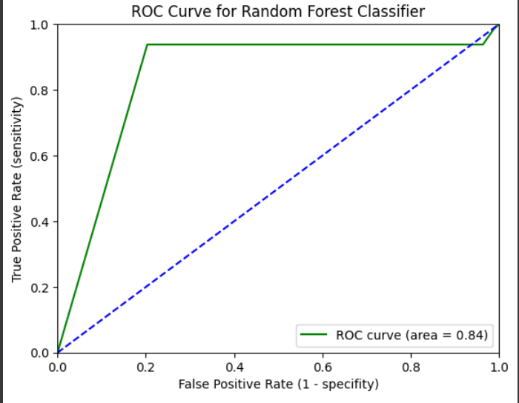 ROC Curve for Random Forest Classifier
1.0
0.8
0.6
0.4
0.2
0.0
True Positive Rate (sensitivity)
ROC curve (area = 0.84)
0.0 0.2 0.4 0.6 0.8 1.0
False Positive Rate (1 - specifity)